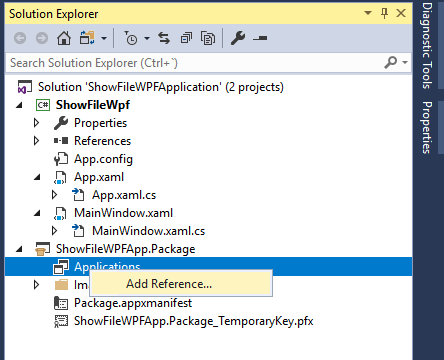 Solution Explorer
Search Solution Explorer (Ctrl+¨)
Solution 'ShowFileWPFApplication' (2 projects)
C# ShowFileWpf
Properties
References
App.config
App.xaml
App.xaml.cs
MainWindow.xaml
MainWindow.xaml.cs
ShowFileWPFApp.Package
Applications
Add Reference...
Package.appxmanifest
ShowFileWPFApp.Package_TemporaryKey.pfx
Diagnostic Tools
Properties